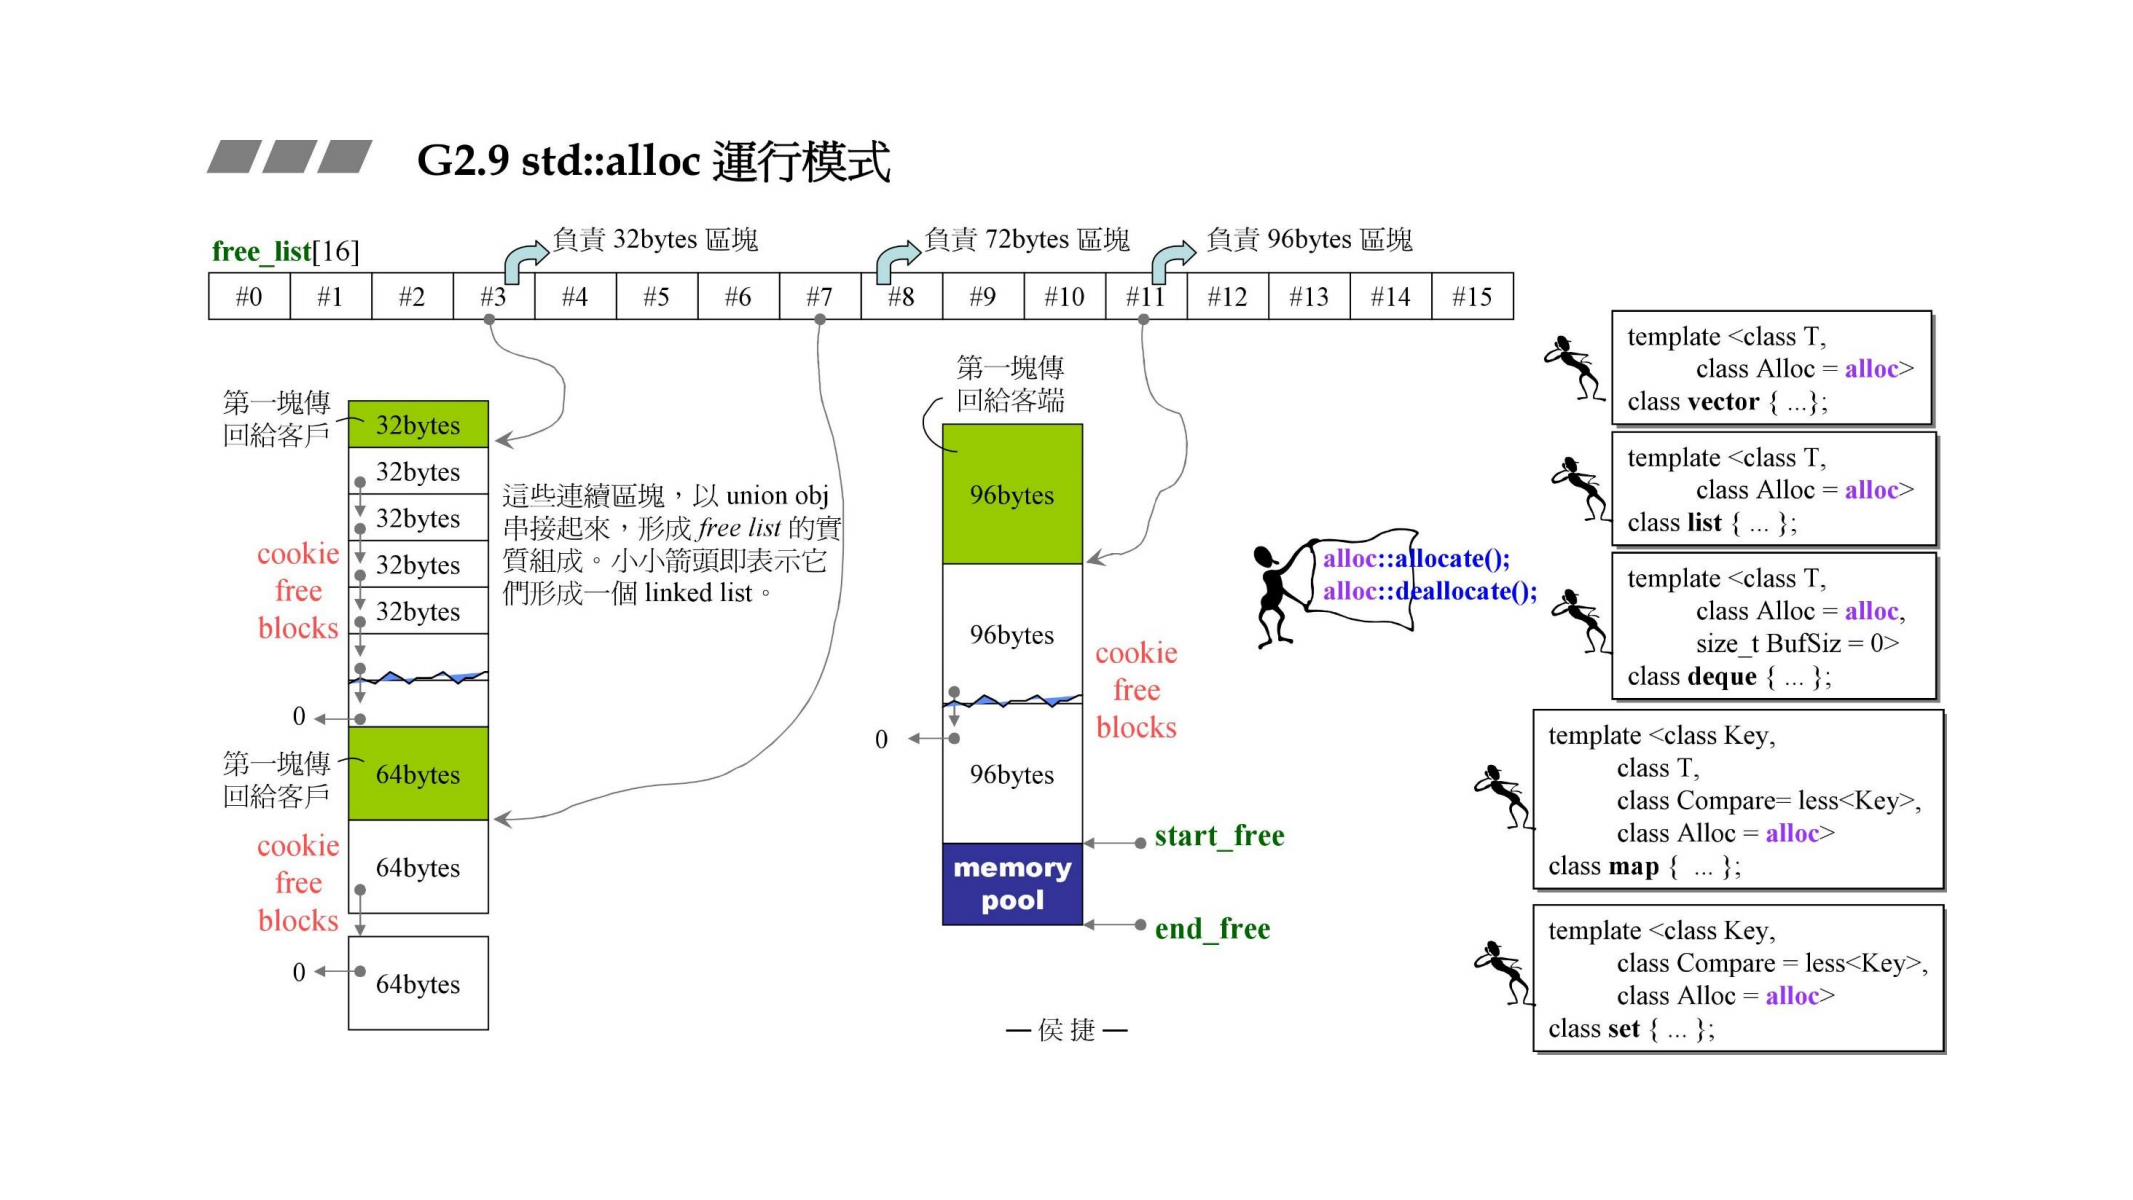 G2.9 std::alloc 運行模式
free_list[16]
負責 32bytes 區塊
負責 72bytes 區塊
負責 96bytes 區塊
#0 #1 #2 #3 #4 #5 #6 #7 #8 #9 #10 #11 #12 #13 #14 #15
第一塊傳
回給客戶
32bytes
32bytes
32bytes
32bytes
32bytes
cookie
free
blocks
0
這些連續區塊，以 union obj
串接起來，形成 free list 的實
質組成。小小箭頭即表示它
們形成一個 linked list。
第一塊傳
回給客戶
64bytes
cookie
free
blocks
64bytes
0
64bytes
第一塊傳
回給客端
96bytes
96bytes
cookie
free
blocks
0
96bytes
start_free
memory
pool
end_free
— 侯 捷 —
alloc::allocate();
alloc::deallocate();
template <class T,
class Alloc = alloc>
class vector { ...};
template <class T,
class Alloc = alloc>
class list { ... };
template <class T,
class Alloc = alloc,
size_t BufSiz = 0>
class deque { ... };
template <class Key,
class T,
class Compare= less<Key>,
class Alloc = alloc>
class map { ... };
template <class Key,
class Compare = less<Key>,
class Alloc = alloc>
class set { ... };